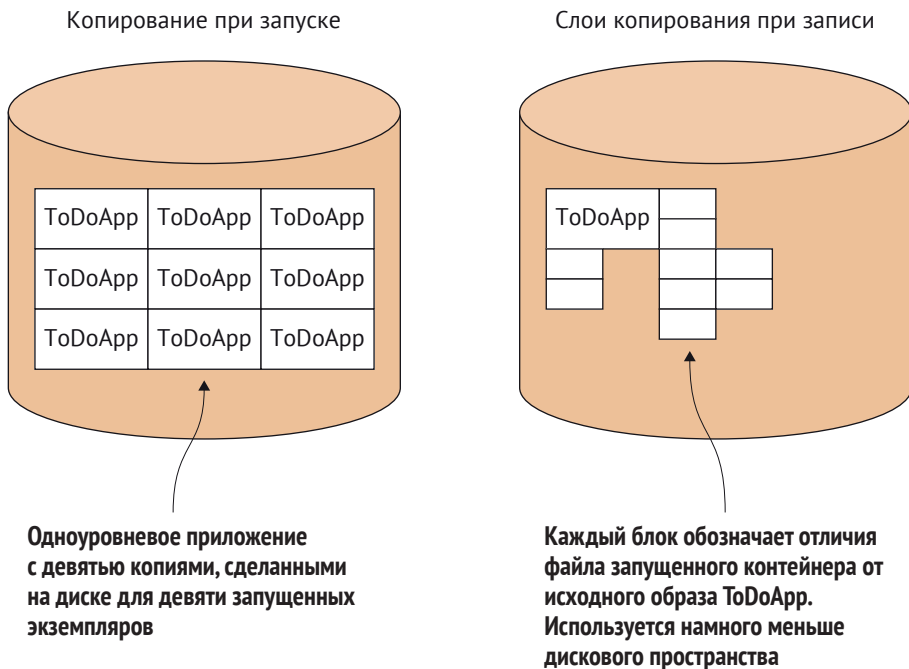 Копирование при запуске
Слои копирования при записи
ToDoApp ToDoApp ToDoApp
ToDoApp ToDoApp ToDoApp
ToDoApp ToDoApp ToDoApp
ToDoApp
Одноуровневое приложение
с девятью копиями, сделанными
на диске для девяти запущенных
экземпляров
Каждый блок обозначает отличия
файла запущенного контейнера от
исходного образа ToDoApp.
Используется намного меньше
дискового пространства